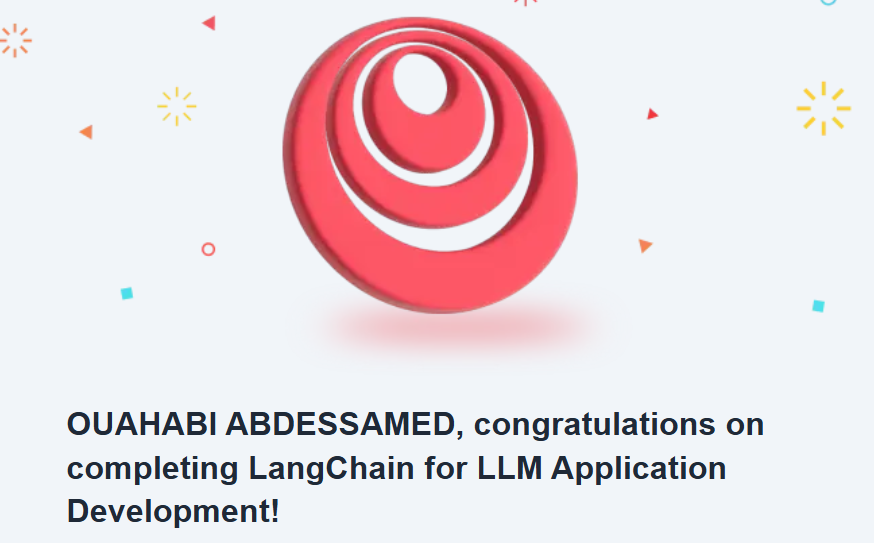 OUAHABI ABDESSAMED, congratulations on
completing LangChain for LLM Application
Development!